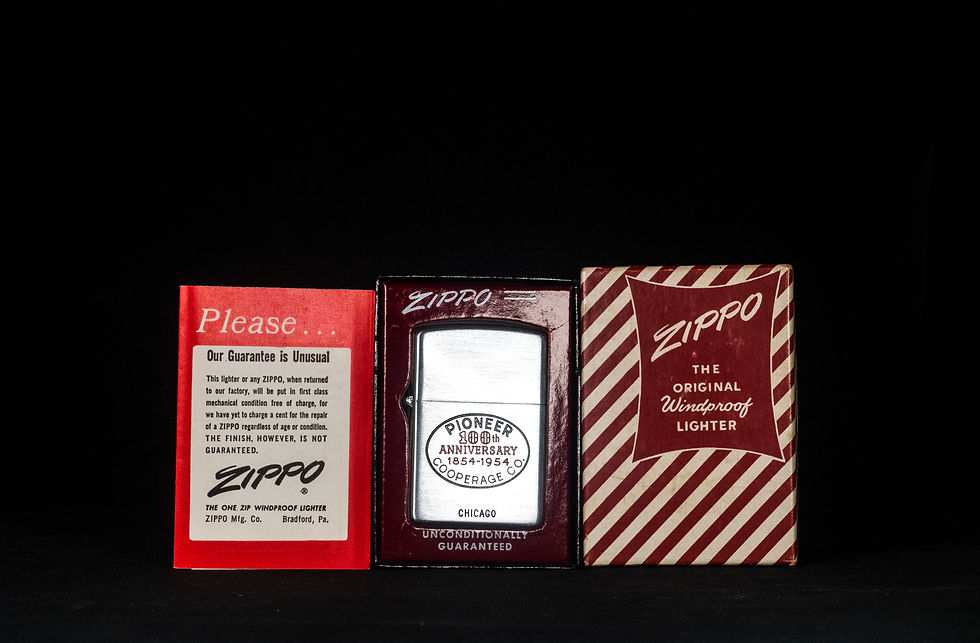 Please...
Our Guarantee is Unusual
This lighter or any ZIPPO, when returned
to our factory, will be put in first class
mechanical condition free of charge, for
we have yet to charge a cent for the repair
of a ZIPPO regardless of age or condition.
THE FINISH, HOWEVER, IS NOT
GUARANTEED.
ZIPPO
®
THE ONE ZIP WINDPROOF LIGHTER
ZIPPO Mfg. Co. Bradford, Pa.
ZIPPO
PIONEER
100th
ANNIVERSARY
1854-1954
COOPERAGE CO.
CHICAGO
UNCONDITIONALLY
GUARANTEED
ZIPPO
THE
ORIGINAL
Windproof
LIGHTER